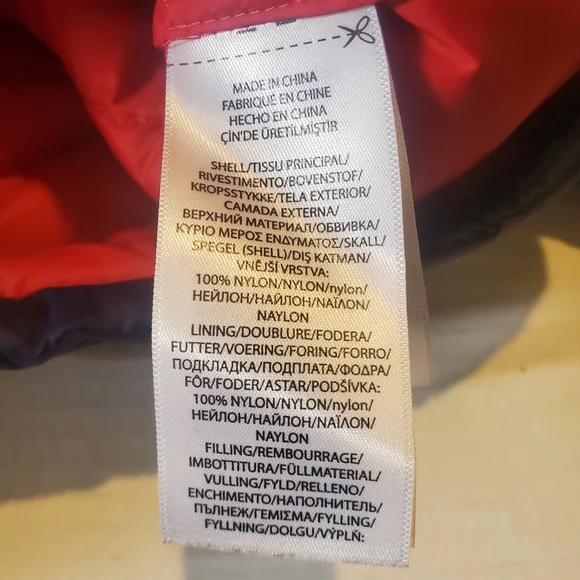 MADE IN CHINA
FABRIQUÉ EN CHINE
HECHO EN CHINA
ÇİN'DE ÜRETİLMİŞTİR
SHELL/TISSU PRINCIPAL/
RIVESTIMENTO/BOVENSTOF/
KROPSSTYKKE/TELA EXTERIOR/
CAMADA EXTERNA/
ВЕРХНИЙ МАТЕРИАЛ/ОБВИВКА/
ΚΥΡΙΟ ΜΕΡΟΣ ΕΝΔΥΜΑΤΟΣ/SKALL/
SPEGEL (SHELL)/DIŞ KATMAN/
VNĚJŠÍ VRSTVA:
100% NYLON/NYLON/nylon/
НЕЙЛОН/НАЙЛОН/ΝΑΪΛΟΝ/
NAYLON
LINING/DOUBLURE/FODERA/
FUTTER/VOERING/FORING/FORRO/
ПОДКЛАДКА/ПОДПЛАТА/ΦΟΔΡΑ/
FÔR/FODER/ASTAR/PODŠÍVKA:
100% NYLON/NYLON/nylon/
НЕЙЛОН/НАЙЛОН/ΝΑΪΛΟΝ/
NAYLON
FILLING/REMBOURRAGE/
IMBOTTITURA/FÜLLMATERIAL/
VULLING/FYLD/RELLENO/
ENCHIMENTO/НАПОЛНИТЕЛЬ/
ПЪЛНЕЖ/ΓΕΜΙΣΜΑ/FYLLING/
FYLLNING/DOLGU/VÝPLŇ: